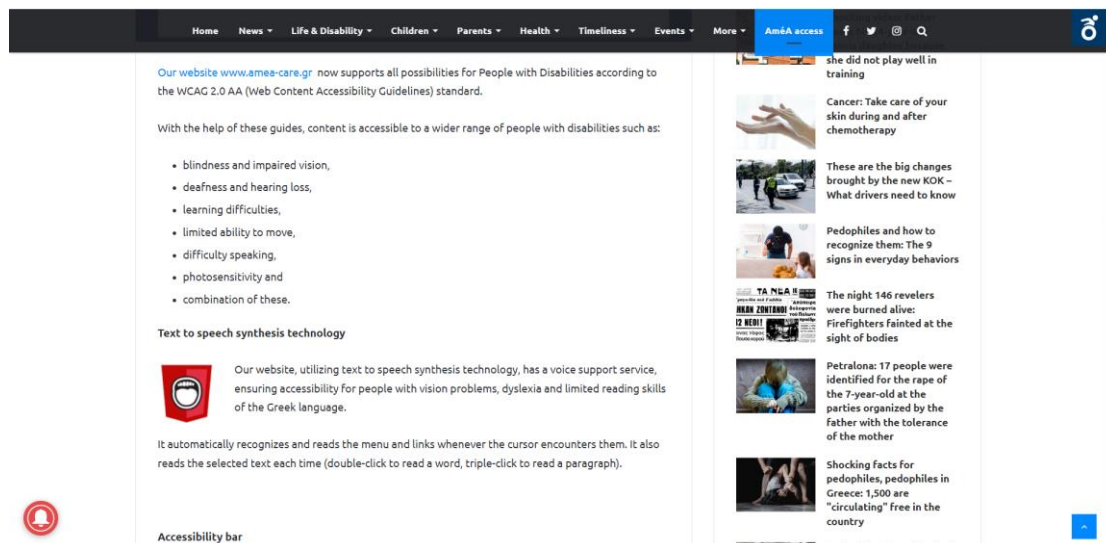 Home News Life & Disability Children Parents Health Timeliness Events More AméA access
Our website www.amea-care.gr now supports all possibilities for People with Disabilities according to
the WCAG 2.0 AA (Web Content Accessibility Guidelines) standard.
With the help of these guides, content is accessible to a wider range of people with disabilities such as:
• blindness and impaired vision,
• deafness and hearing loss,
• learning difficulties,
• limited ability to move,
• difficulty speaking,
• photosensitivity and
• combination of these.
Text to speech synthesis technology
Our website, utilizing text to speech synthesis technology, has a voice support service,
ensuring accessibility for people with vision problems, dyslexia and limited reading skills
of the Greek language.
It automatically recognizes and reads the menu and links whenever the cursor encounters them. It also
reads the selected text each time (double-click to read a word, triple-click to read a paragraph).
Accessibility bar
she did not play well in
training
Cancer: Take care of your
skin during and after
chemotherapy
These are the big changes
brought by the new KOK –
What drivers need to know
Pedophiles and how to
recognize them: The 9
signs in everyday behaviors
ΤΑ ΝΕΑ
ΖΩΝΤΑΝΟΙ
The night 146 revelers
were burned alive:
Firefighters fainted at the
sight of bodies
Petralona: 17 people were
identified for the rape of
the 7-year-old at the
parties organized by the
father with the tolerance
of the mother
Shocking facts for
pedophiles, pedophiles in
Greece: 1,500 are
"circulating" free in the
country